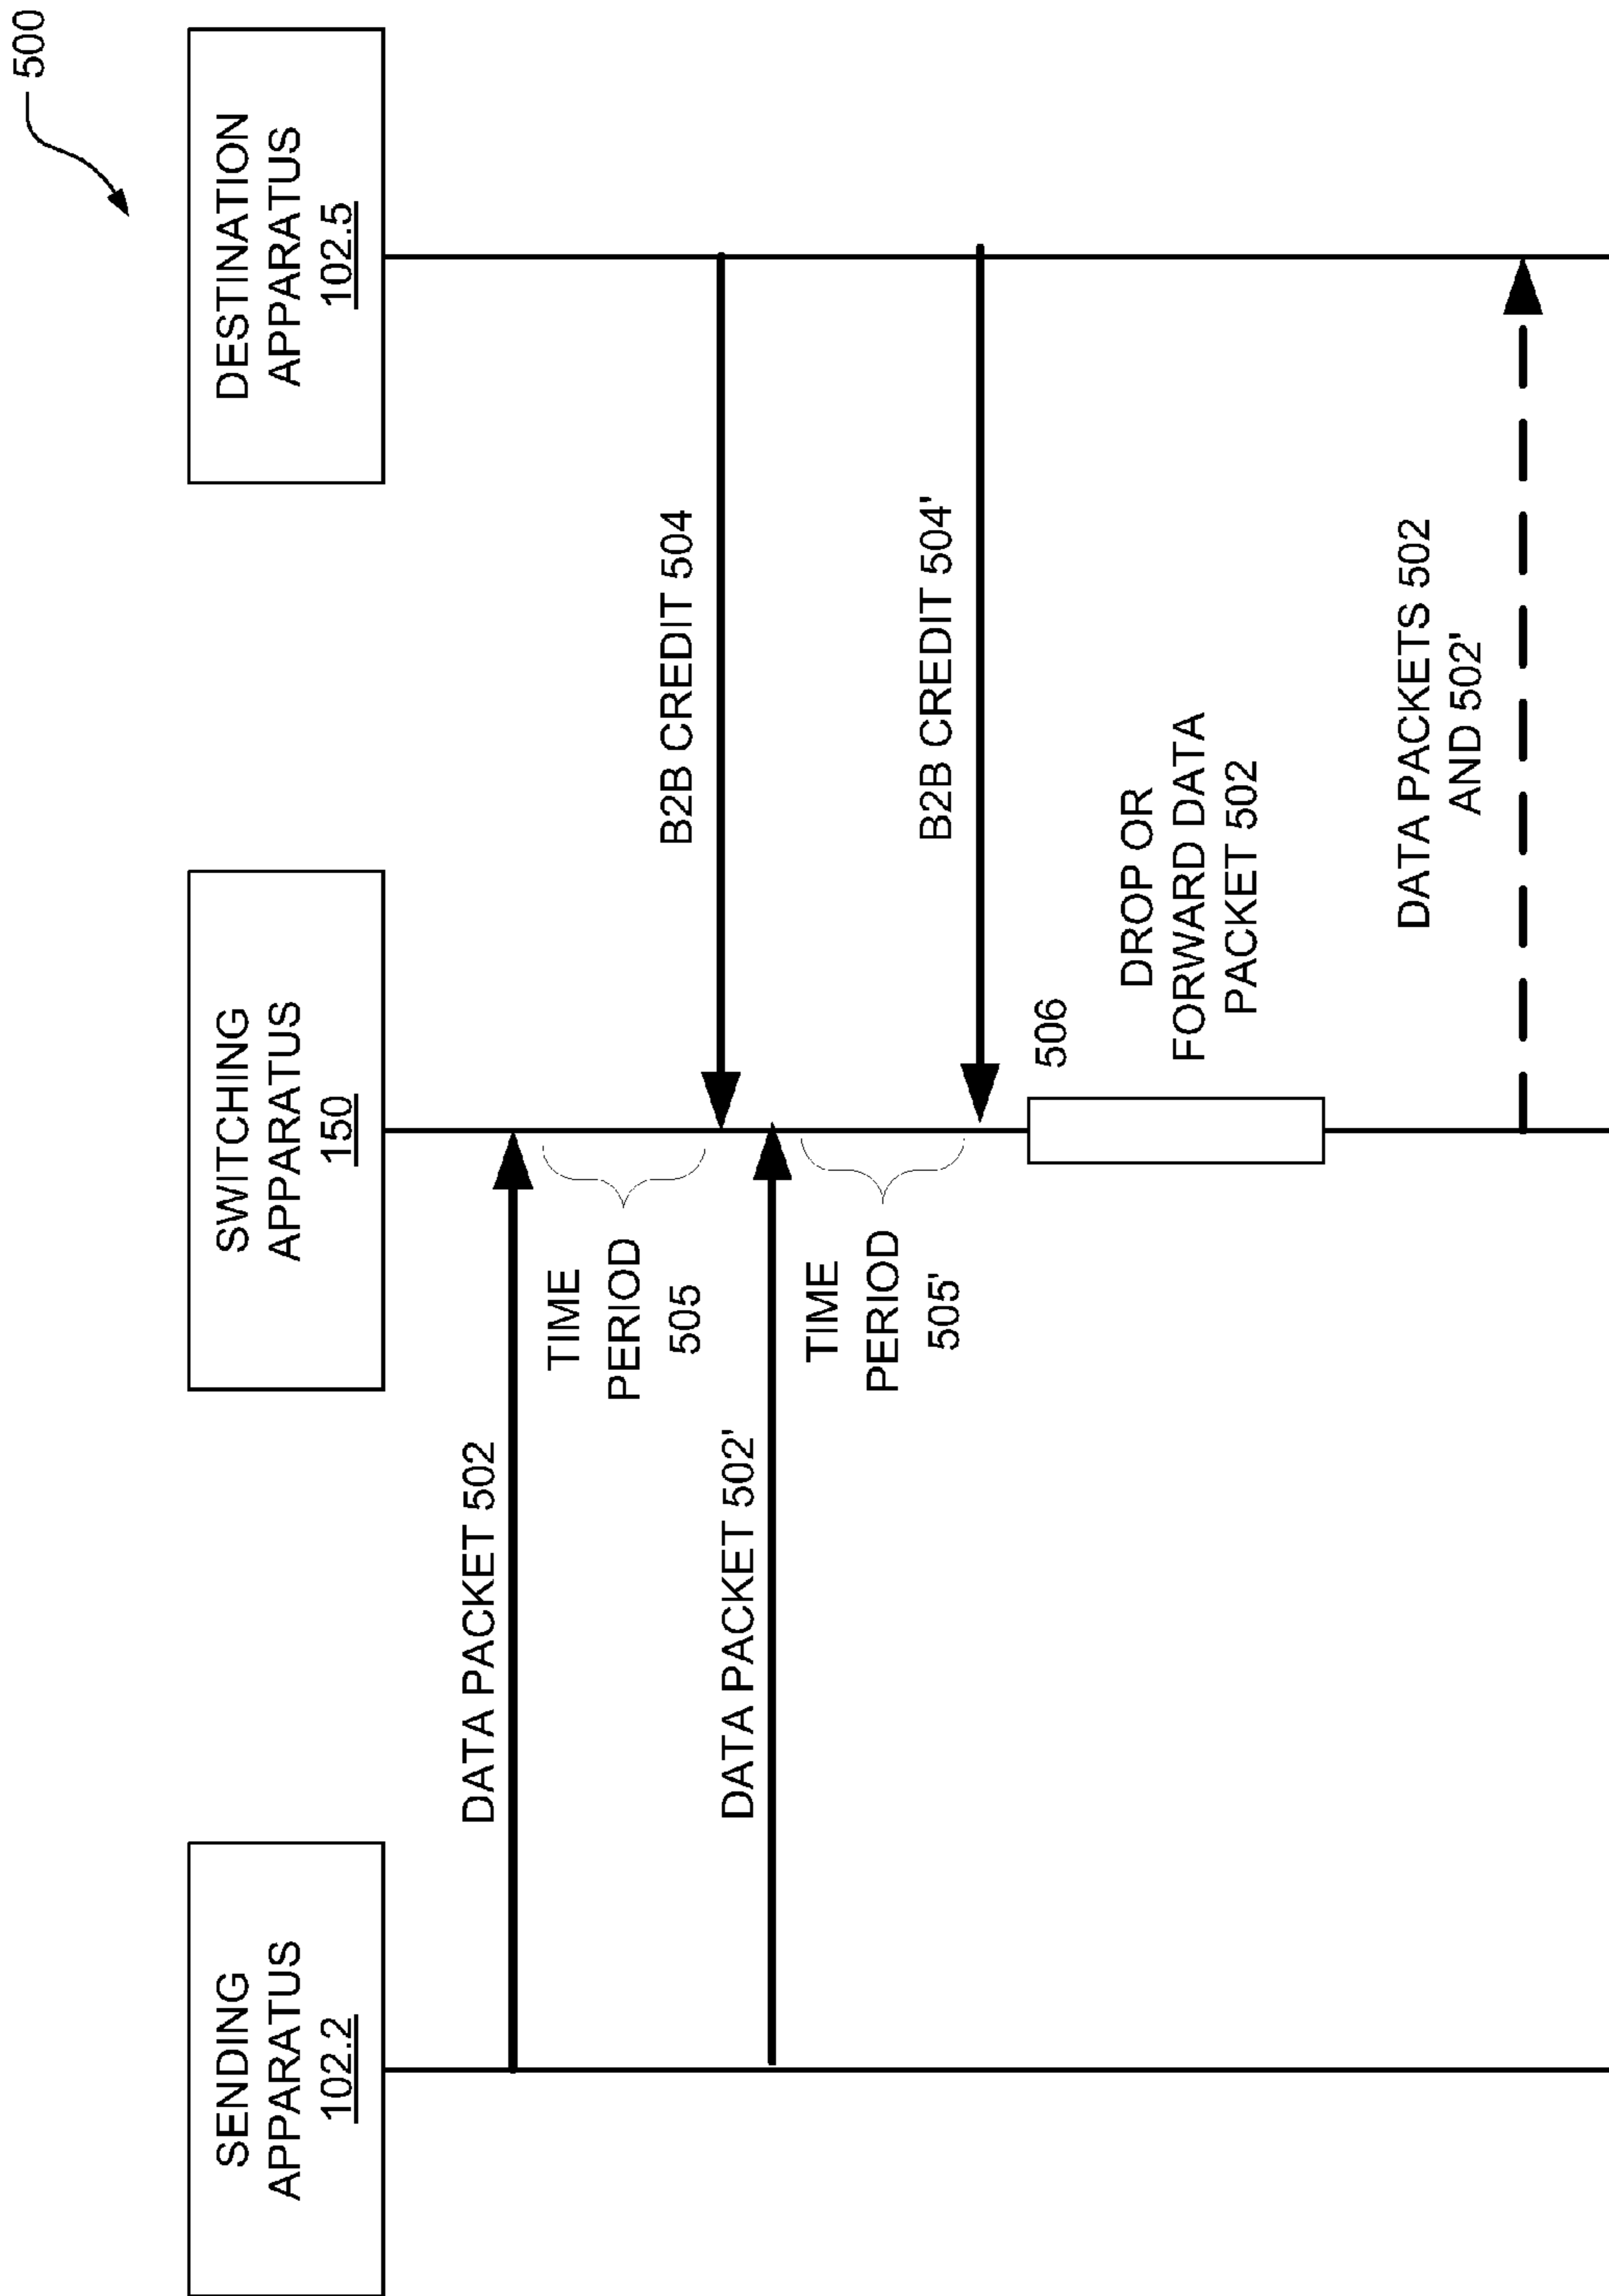 500
SENDING
APPARATUS
102.2
SWITCHING
APPARATUS
150
DESTINATION
APPARATUS
102.5
DATA PACKET 502
TIME
PERIOD
505
B2B CREDIT 504
DATA PACKET 502'
TIME
PERIOD
505'
B2B CREDIT 504'
506
DROP OR
FORWARD DATA
PACKET 502
DATA PACKETS 502
AND 502'